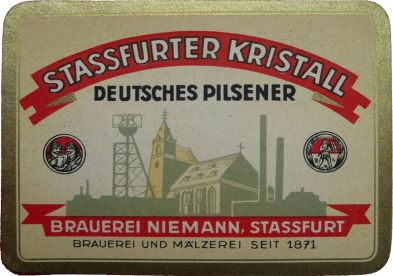 STASSFURTER KRISTALL
DEUTSCHES PILSENER
BRAUEREI NIEMANN, STASSFURT
BRAUEREI UND MÄLZEREI SEIT 1871